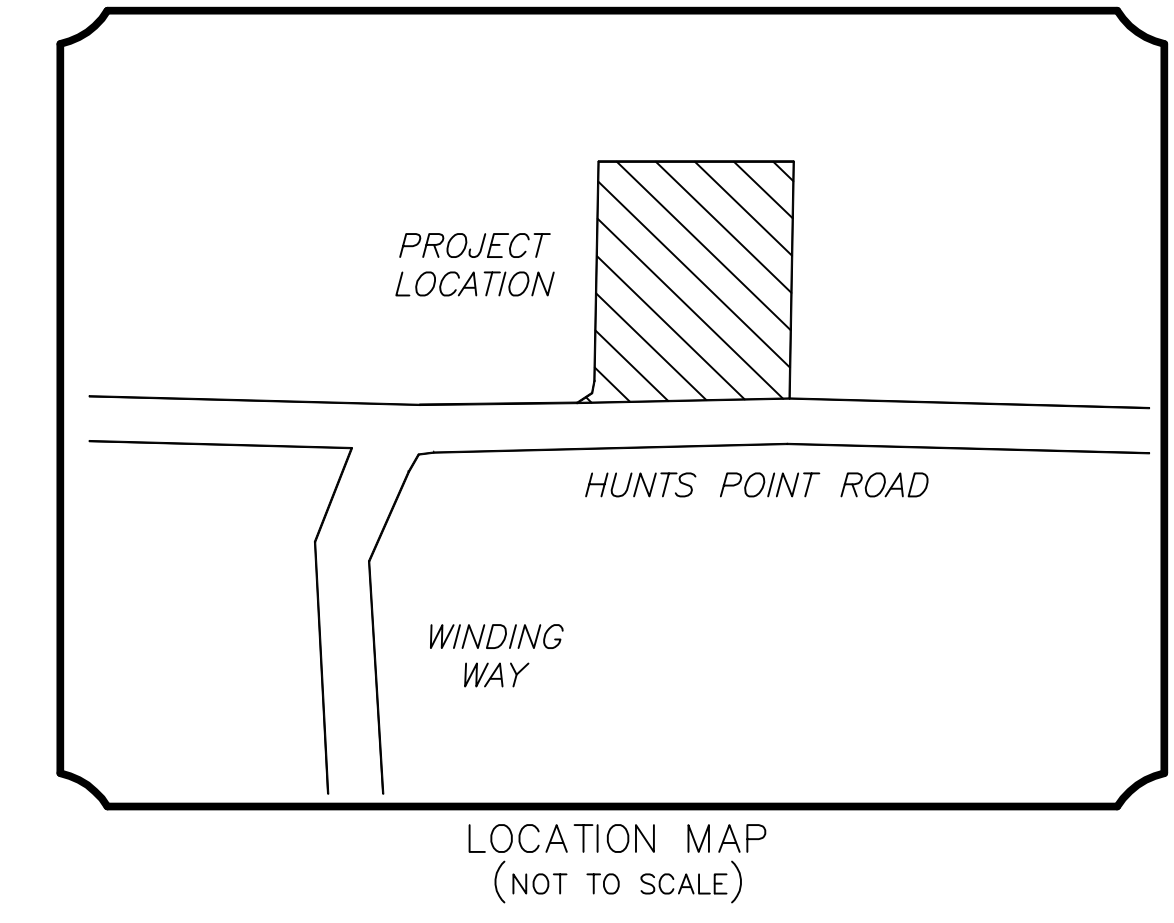 PROJECT
LOCATION
HUNTS POINT ROAD
WINDING
WAY
LOCATION MAP
(NOT TO SCALE)